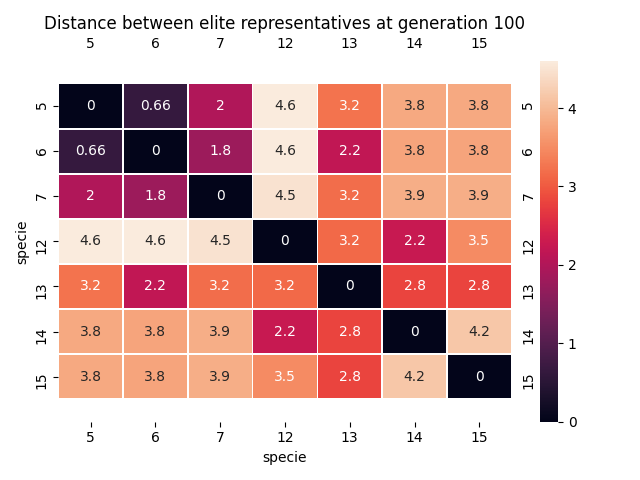 Distance between elite representatives at generation 100
5 6 7 12 13 14 15
5 0 0.66 2 4.6 3.2 3.8 3.8 5
6 0.66 0 1.8 4.6 2.2 3.8 3.8 6
7 2 1.8 0 4.5 3.2 3.9 3.9 7
12 4.6 4.6 4.5 0 3.2 2.2 3.5 12
13 3.2 2.2 3.2 3.2 0 2.8 2.8 13
14 3.8 3.8 3.9 2.2 2.8 0 4.2 14
15 3.8 3.8 3.9 3.5 2.8 4.2 0 15
5 6 7 12 13 14 15
specie
specie
4
3
2
1
0